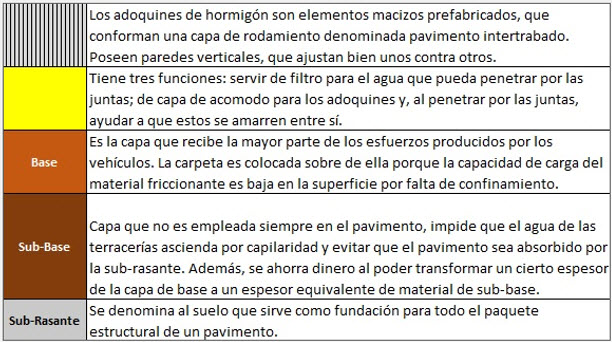 Los adoquines de hormigón son elementos macizos prefabricados, que
conforman una capa de rodamiento denominada pavimento intertrabado.
Poseen paredes verticales, que ajustan bien unos contra otros.
Tiene tres funciones: servir de filtro para el agua que pueda penetrar por las
juntas; de capa de acomodo para los adoquines y, al penetrar por las juntas,
ayudar a que estos se amarren entre sí.
Base
Es la capa que recibe la mayor parte de los esfuerzos producidos por los
vehículos. La carpeta es colocada sobre de ella porque la capacidad de carga del
material friccionante es baja en la superficie por falta de confinamiento.
Sub-Base
Capa que no es empleada siempre en el pavimento, impide que el agua de las
terracerías ascienda por capilaridad y evitar que el pavimento sea absorbido por
la sub-rasante. Además, se ahorra dinero al poder transformar un cierto espesor
de la capa de base a un espesor equivalente de material de sub-base.
Sub-Rasante
Se denomina al suelo que sirve como fundación para todo el paquete
estructural de un pavimento.